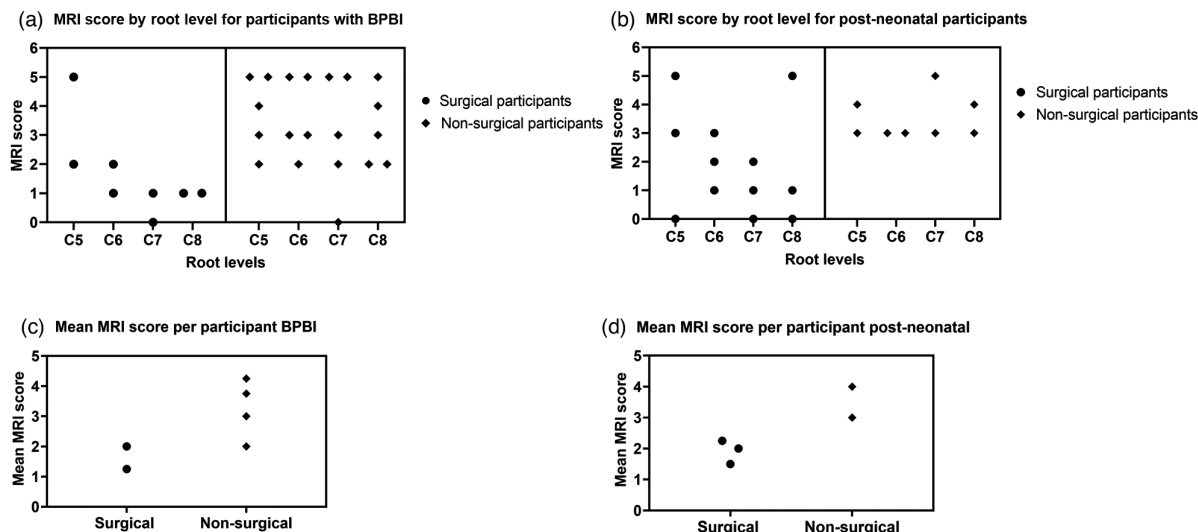 (a) MRI score by root level for participants with BPBI
MRI score
6
5
4
3
2
1
0
C5 C6 C7 C8 C5 C6 C7 C8
Root levels
Surgical participants
Non-surgical participants
(b) MRI score by root level for post-neonatal participants
MRI score
6
5
4
3
2
1
0
C5 C6 C7 C8 C5 C6 C7 C8
Root levels
Surgical participants
Non-surgical participants
(c) Mean MRI score per participant BPBI
Mean MRI score
5
4
3
2
1
0
Surgical Non-surgical
(d) Mean MRI score per participant post-neonatal
Mean MRI score
5
4
3
2
1
0
Surgical Non-surgical